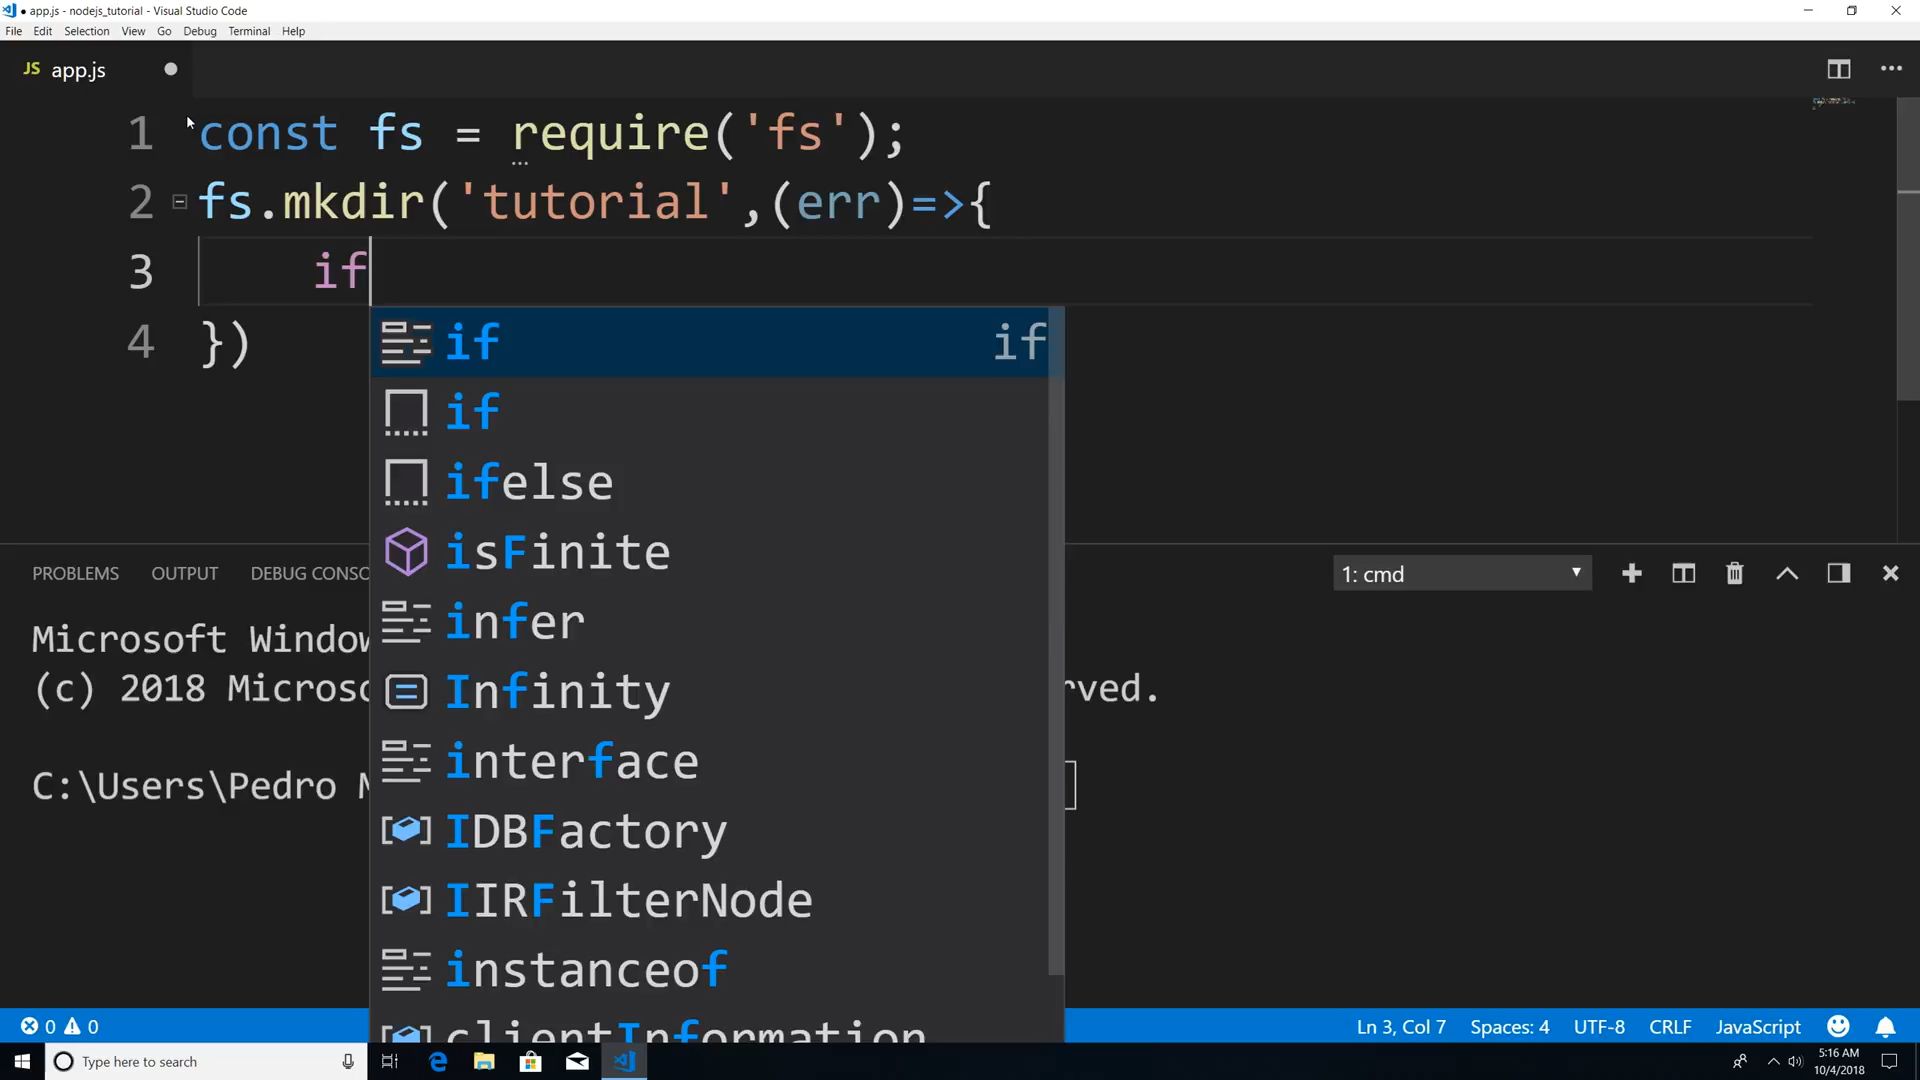 ● app.js - nodejs_tutorial - Visual Studio Code
File Edit Selection View Go Debug Terminal Help
JS app.js ●
1 const fs = require('fs');
2 fs.mkdir('tutorial',(err)=>{
3 if
4 })
if if
if
ifelse
isFinite
infer
Infinity
interface
IDBFactory
IIRFilterNode
instanceof
clientInformation
PROBLEMS OUTPUT DEBUG CONSO 1: cmd
Microsoft Window
(c) 2018 Microso rved.
C:\Users\Pedro
0 0 Ln 3, Col 7 Spaces: 4 UTF-8 CRLF JavaScript
Type here to search 5:16 AM
10/4/2018